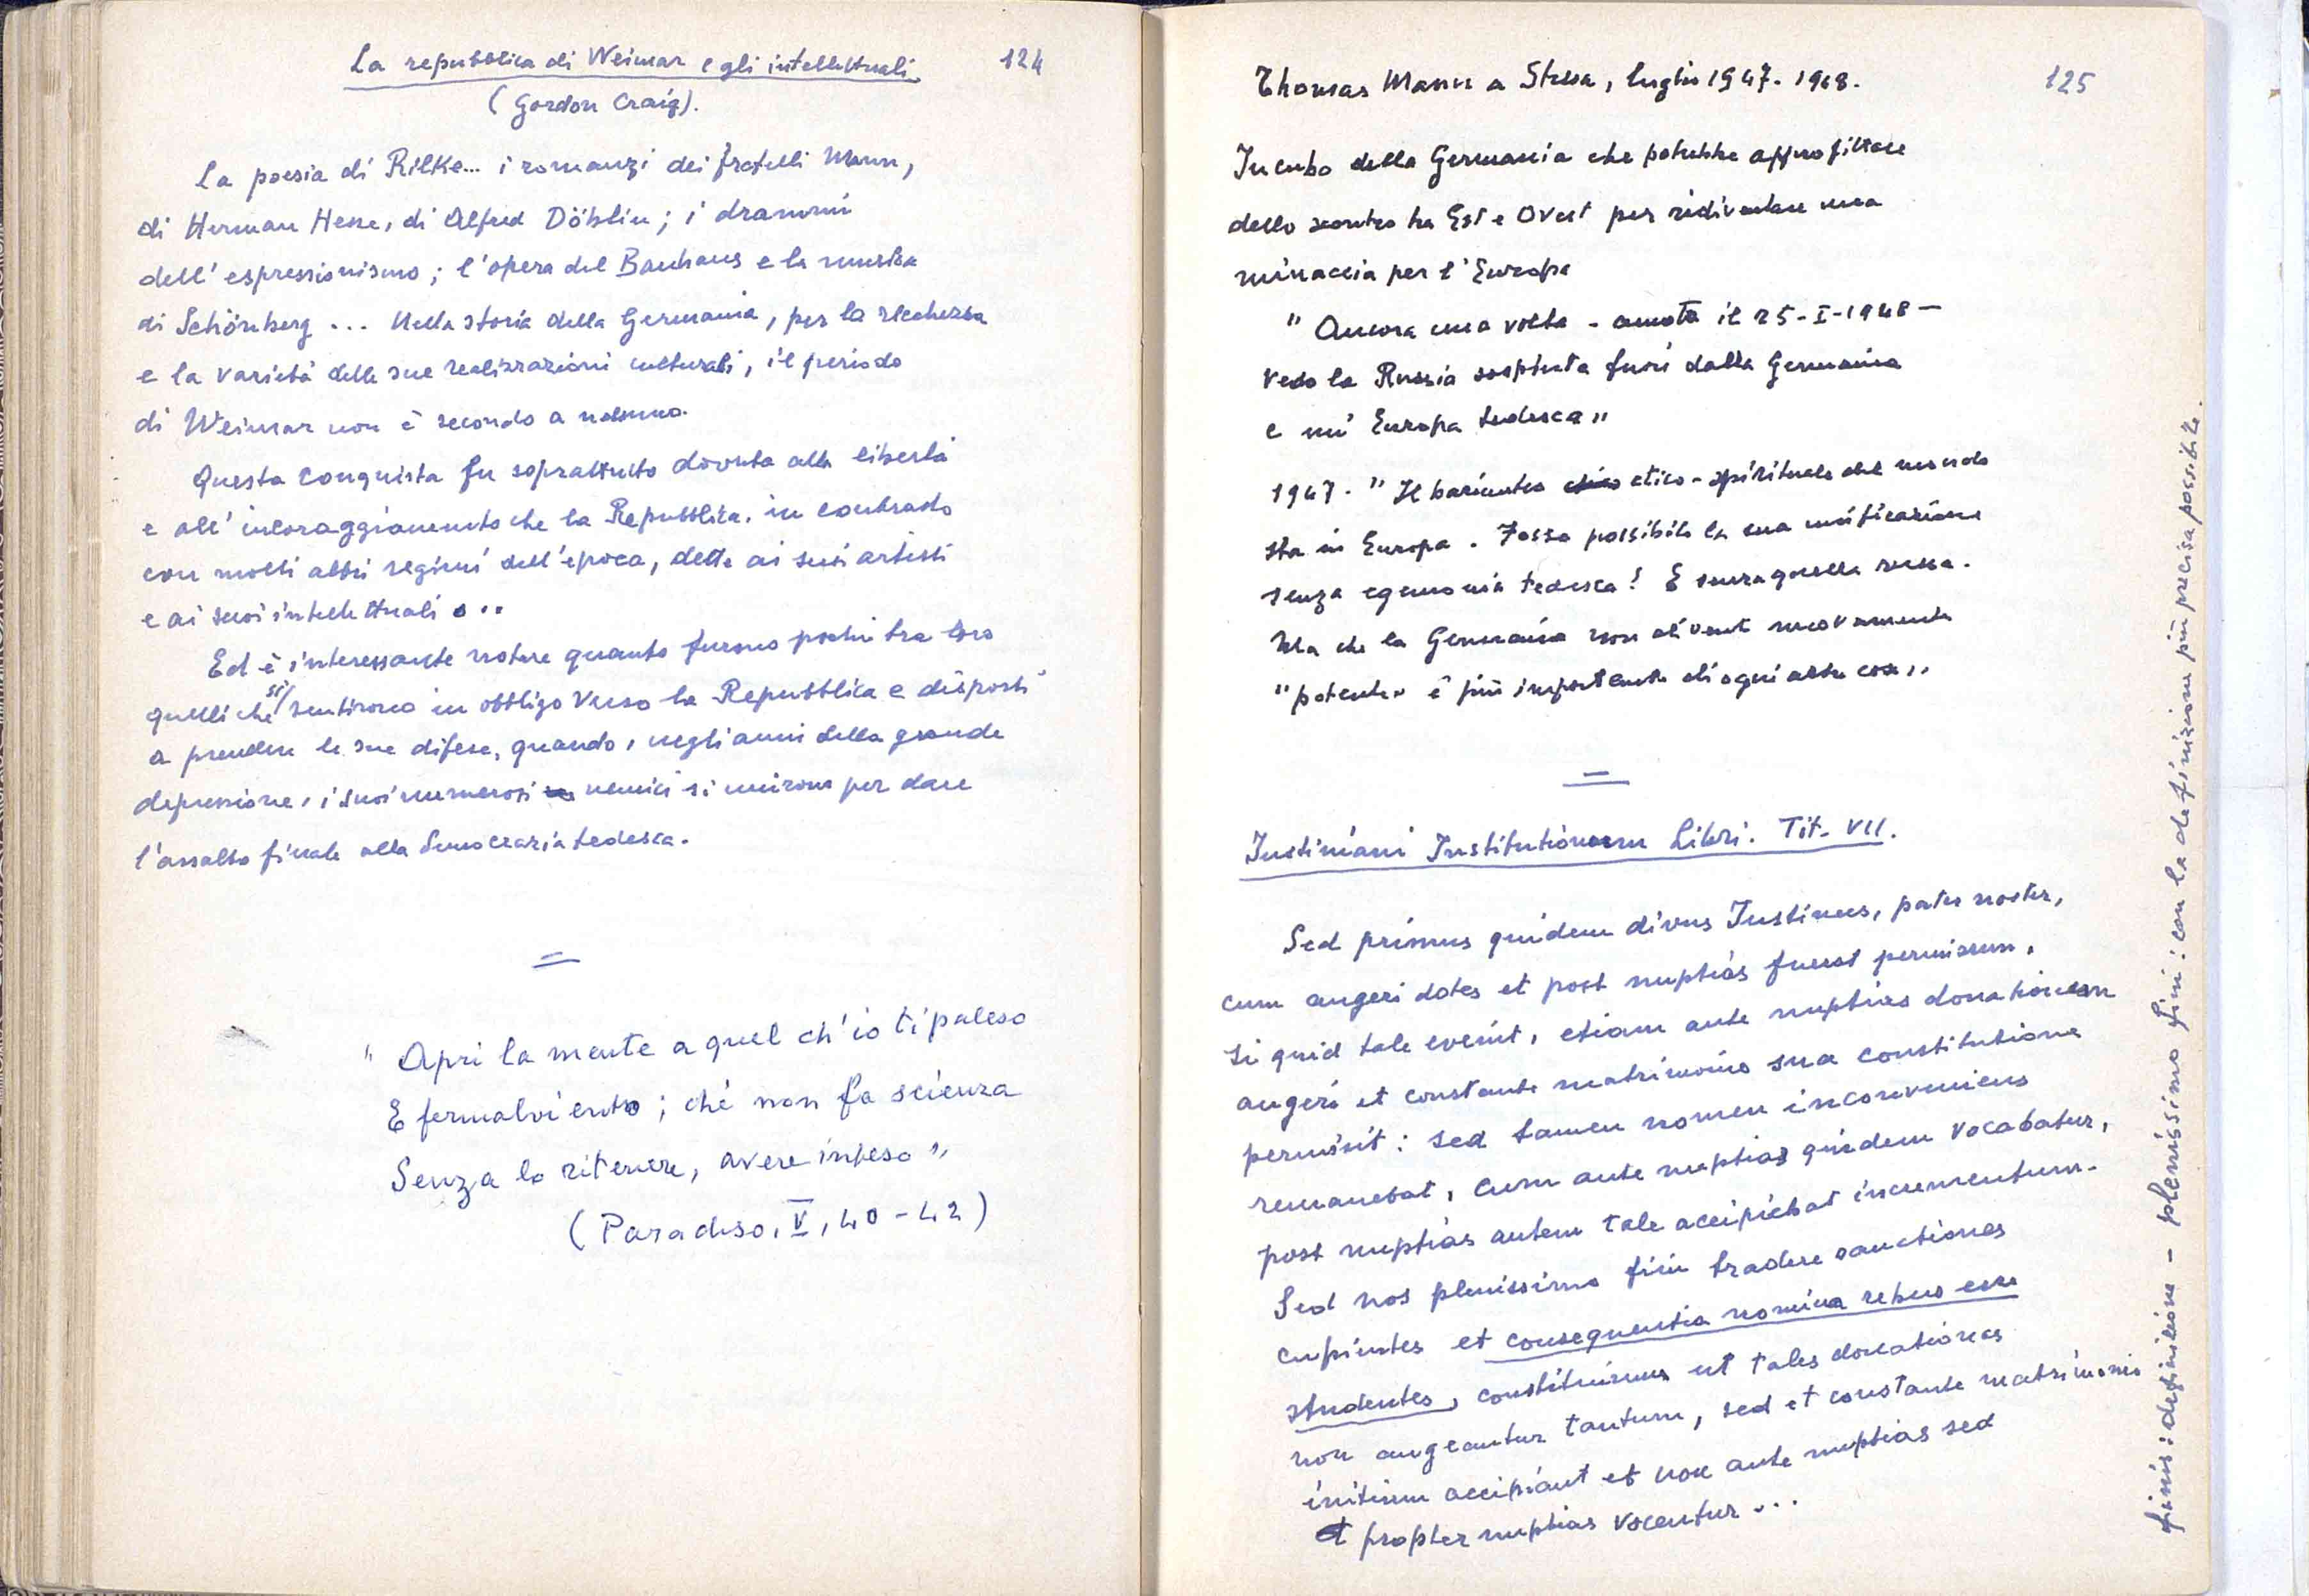 La repubblica di Weimar e gli intellettuali
124
(Gordon Craig).
La poesia di Rilke... i romanzi dei fratelli Mann,
di Herman Hesse, di Alfred Döblin; i drammi
dell'espressionismo; l'opera del Bauhaus e la musica
di Schönberg ... Nella storia della Germania, per la ricchezza
e la varietà delle sue realizzazioni culturali, il periodo
di Weimar non è secondo a nessuno.
Questa conquista fu soprattutto dovuta alla libertà
e all'incoraggiamento che la Repubblica, in contrasto
con molti altri regimi dell'epoca, dette ai suoi artisti
e ai suoi intellettuali ...
Ed è interessante notare quanto furono pochi tra loro
quelli che si sentirono in obbligo verso la Repubblica e disposti
a prendere le sue difese, quando, negli anni della grande
depressione, i suoi numerosi nemici si unirono per dare
l'assalto finale alla democrazia tedesca.
" Apri la mente a quel ch'io ti paleso
E fermalvi entro; ché non fa scienza
Senza lo ritenere, avere inteso "
(Paradiso, V, 40-42)
Thomas Mann a Stresa, luglio 1947. 1948.
125
Incubo della Germania che potrebbe approfittare
dello scontro tra Est e Ovest per ridiventare una
minaccia per l'Europa
" Ancora una volta - annota il 25-I-1948 -
vedo la Russia sospinta fuori dalla Germania
e un'Europa tedesca "
1947. " Il baricentro etico-spirituale del mondo
sta in Europa. Fosse possibile la sua unificazione
senza egemonia tedesca! E senza quella russa.
Ma che la Germania non diventi nuovamente
"potente" è più importante di ogni altra cosa ".
Iustiniani Institutionum Libri. Tit. VII.
Sed primus quidem divus Iustinus, pater noster,
cum augeri dotes et post nuptias fuerat permissum,
si quid tale evenit, etiam ante nuptias donationem
augeri et constante matrimonio sua constitutione
permisit: sed tamen nomen inconveniens
remanebat, cum ante nuptias quidem vocabatur,
post nuptias autem tale accipiebat incrementum.
Sed nos plenissimo fini tradere sanctiones
cupientes et consequentia nomina rebus esse
studentes, constituimus ut tales donationes
non augeantur tantum, sed et constante matrimonio
initium accipiant et non ante nuptias sed
et propter nuptias vocentur ...
finis: definizione - plenissimo fini: con la definizione più precisa possibile.